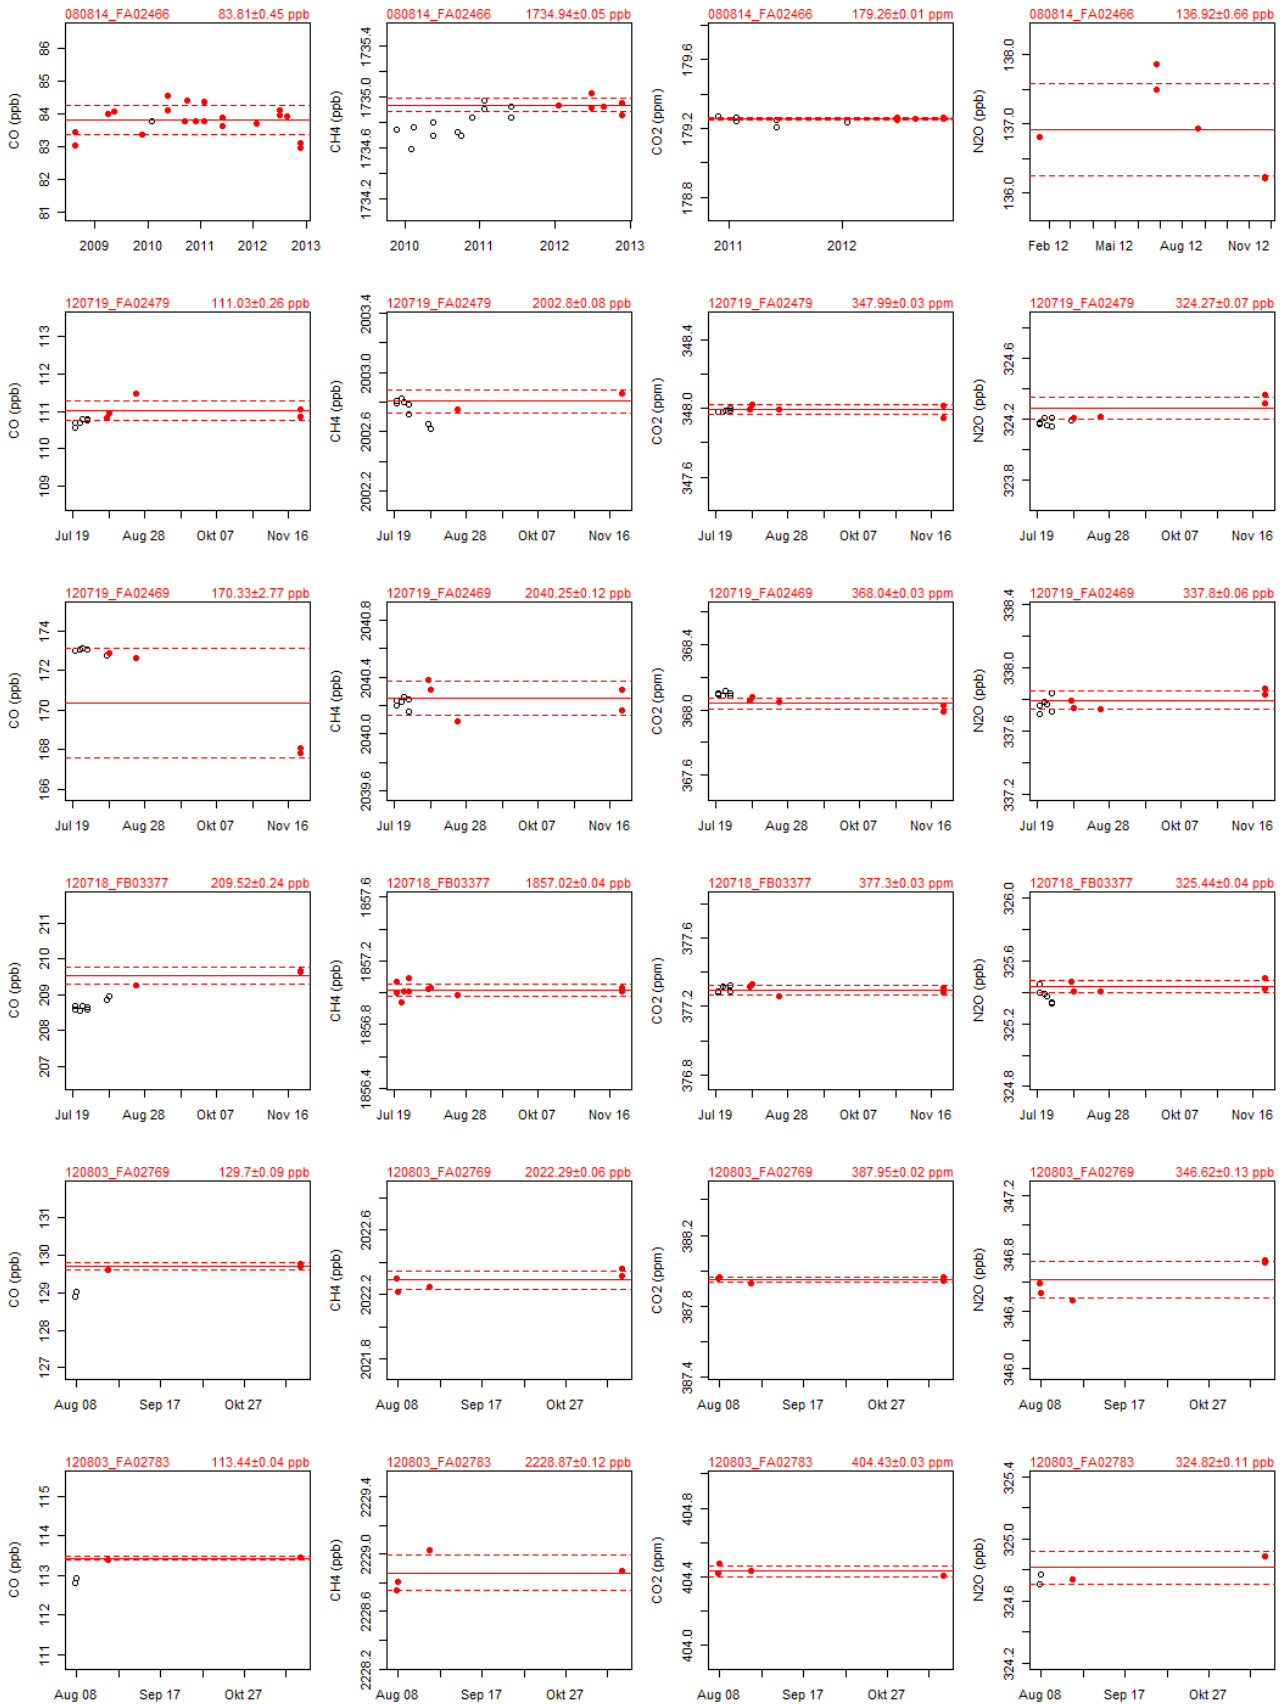 080814_FA02466 83.81±0.45 ppb
CO (ppb)
86
85
84
83
82
81
2009 2010 2011 2012 2013
080814_FA02466 1734.94±0.05 ppb
CH4 (ppb)
1735.4
1735.0
1734.6
1734.2
2010 2011 2012 2013
080814_FA02466 179.26±0.01 ppm
CO2 (ppm)
179.6
179.2
178.8
2011 2012
080814_FA02466 136.92±0.66 ppb
N2O (ppb)
138.0
137.0
136.0
Feb 12 Mai 12 Aug 12 Nov 12
120719_FA02479 111.03±0.26 ppb
CO (ppb)
113
112
111
110
109
Jul 19 Aug 28 Okt 07 Nov 16
120719_FA02479 2002.8±0.08 ppb
CH4 (ppb)
2003.4
2003.0
2002.6
2002.2
Jul 19 Aug 28 Okt 07 Nov 16
120719_FA02479 347.99±0.03 ppm
CO2 (ppm)
348.4
348.0
347.6
Jul 19 Aug 28 Okt 07 Nov 16
120719_FA02479 324.27±0.07 ppb
N2O (ppb)
324.6
324.2
323.8
Jul 19 Aug 28 Okt 07 Nov 16
120719_FA02469 170.33±2.77 ppb
CO (ppb)
174
172
170
168
166
Jul 19 Aug 28 Okt 07 Nov 16
120719_FA02469 2040.25±0.12 ppb
CH4 (ppb)
2040.8
2040.4
2040.0
2039.6
Jul 19 Aug 28 Okt 07 Nov 16
120719_FA02469 368.04±0.03 ppm
CO2 (ppm)
368.4
368.0
367.6
Jul 19 Aug 28 Okt 07 Nov 16
120719_FA02469 337.8±0.06 ppb
N2O (ppb)
338.4
338.0
337.6
337.2
Jul 19 Aug 28 Okt 07 Nov 16
120718_FB03377 209.52±0.24 ppb
CO (ppb)
211
210
209
208
207
Jul 19 Aug 28 Okt 07 Nov 16
120718_FB03377 1857.02±0.04 ppb
CH4 (ppb)
1857.6
1857.2
1856.8
1856.4
Jul 19 Aug 28 Okt 07 Nov 16
120718_FB03377 377.3±0.03 ppm
CO2 (ppm)
377.6
377.2
376.8
Jul 19 Aug 28 Okt 07 Nov 16
120718_FB03377 325.44±0.04 ppb
N2O (ppb)
326.0
325.6
325.2
324.8
Jul 19 Aug 28 Okt 07 Nov 16
120803_FA02769 129.7±0.09 ppb
CO (ppb)
131
130
129
128
127
Aug 08 Sep 17 Okt 27
120803_FA02769 2022.29±0.06 ppb
CH4 (ppb)
2022.6
2022.2
2021.8
Aug 08 Sep 17 Okt 27
120803_FA02769 387.95±0.02 ppm
CO2 (ppm)
388.2
387.8
387.4
Aug 08 Sep 17 Okt 27
120803_FA02769 346.62±0.13 ppb
N2O (ppb)
347.2
346.8
346.4
346.0
Aug 08 Sep 17 Okt 27
120803_FA02783 113.44±0.04 ppb
CO (ppb)
115
114
113
112
111
Aug 08 Sep 17 Okt 27
120803_FA02783 2228.87±0.12 ppb
CH4 (ppb)
2229.4
2229.0
2228.6
2228.2
Aug 08 Sep 17 Okt 27
120803_FA02783 404.43±0.03 ppm
CO2 (ppm)
404.8
404.4
404.0
Aug 08 Sep 17 Okt 27
120803_FA02783 324.82±0.11 ppb
N2O (ppb)
325.4
325.0
324.6
324.2
Aug 08 Sep 17 Okt 27